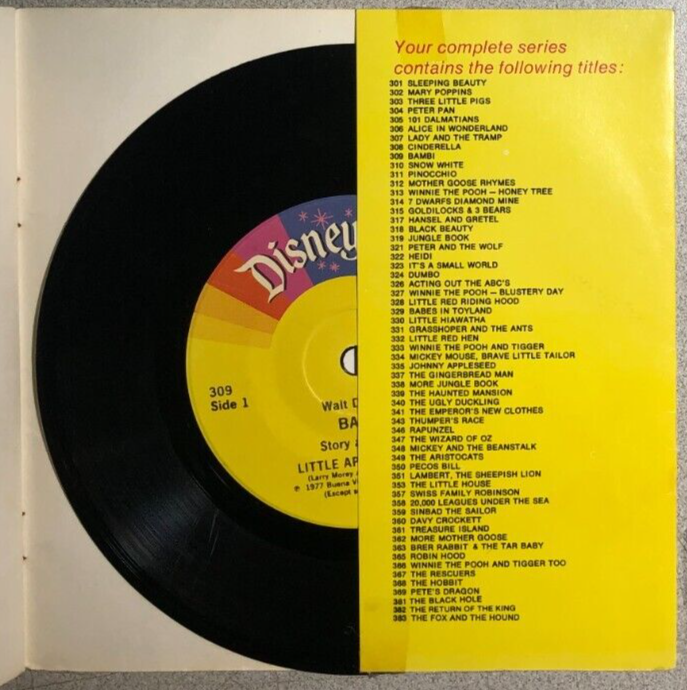 Disney
309
Side 1
Walt D
BA
Story
LITTLE AP
(Larry Morey
℗ 1977 Buena V
(Except
Your complete series
contains the following titles:
301 SLEEPING BEAUTY
302 MARY POPPINS
303 THREE LITTLE PIGS
304 PETER PAN
305 101 DALMATIANS
306 ALICE IN WONDERLAND
307 LADY AND THE TRAMP
308 CINDERELLA
309 BAMBI
310 SNOW WHITE
311 PINOCCHIO
312 MOTHER GOOSE RHYMES
313 WINNIE THE POOH — HONEY TREE
314 7 DWARFS DIAMOND MINE
315 GOLDILOCKS & 3 BEARS
317 HANSEL AND GRETEL
318 BLACK BEAUTY
319 JUNGLE BOOK
321 PETER AND THE WOLF
322 HEIDI
323 IT'S A SMALL WORLD
324 DUMBO
326 ACTING OUT THE ABC'S
327 WINNIE THE POOH — BLUSTERY DAY
328 LITTLE RED RIDING HOOD
329 BABES IN TOYLAND
330 LITTLE HIAWATHA
331 GRASSHOPER AND THE ANTS
332 LITTLE RED HEN
333 WINNIE THE POOH AND TIGGER
334 MICKEY MOUSE, BRAVE LITTLE TAILOR
335 JOHNNY APPLESEED
337 THE GINGERBREAD MAN
338 MORE JUNGLE BOOK
339 THE HAUNTED MANSION
340 THE UGLY DUCKLING
341 THE EMPEROR'S NEW CLOTHES
343 THUMPER'S RACE
346 RAPUNZEL
347 THE WIZARD OF OZ
348 MICKEY AND THE BEANSTALK
349 THE ARISTOCATS
350 PECOS BILL
351 LAMBERT, THE SHEEPISH LION
353 THE LITTLE HOUSE
357 SWISS FAMILY ROBINSON
358 20,000 LEAGUES UNDER THE SEA
359 SINBAD THE SAILOR
360 DAVY CROCKETT
361 TREASURE ISLAND
362 MORE MOTHER GOOSE
363 BRER RABBIT & THE TAR BABY
365 ROBIN HOOD
366 WINNIE THE POOH AND TIGGER TOO
367 THE RESCUERS
368 THE HOBBIT
369 PETE'S DRAGON
381 THE BLACK HOLE
382 THE RETURN OF THE KING
383 THE FOX AND THE HOUND